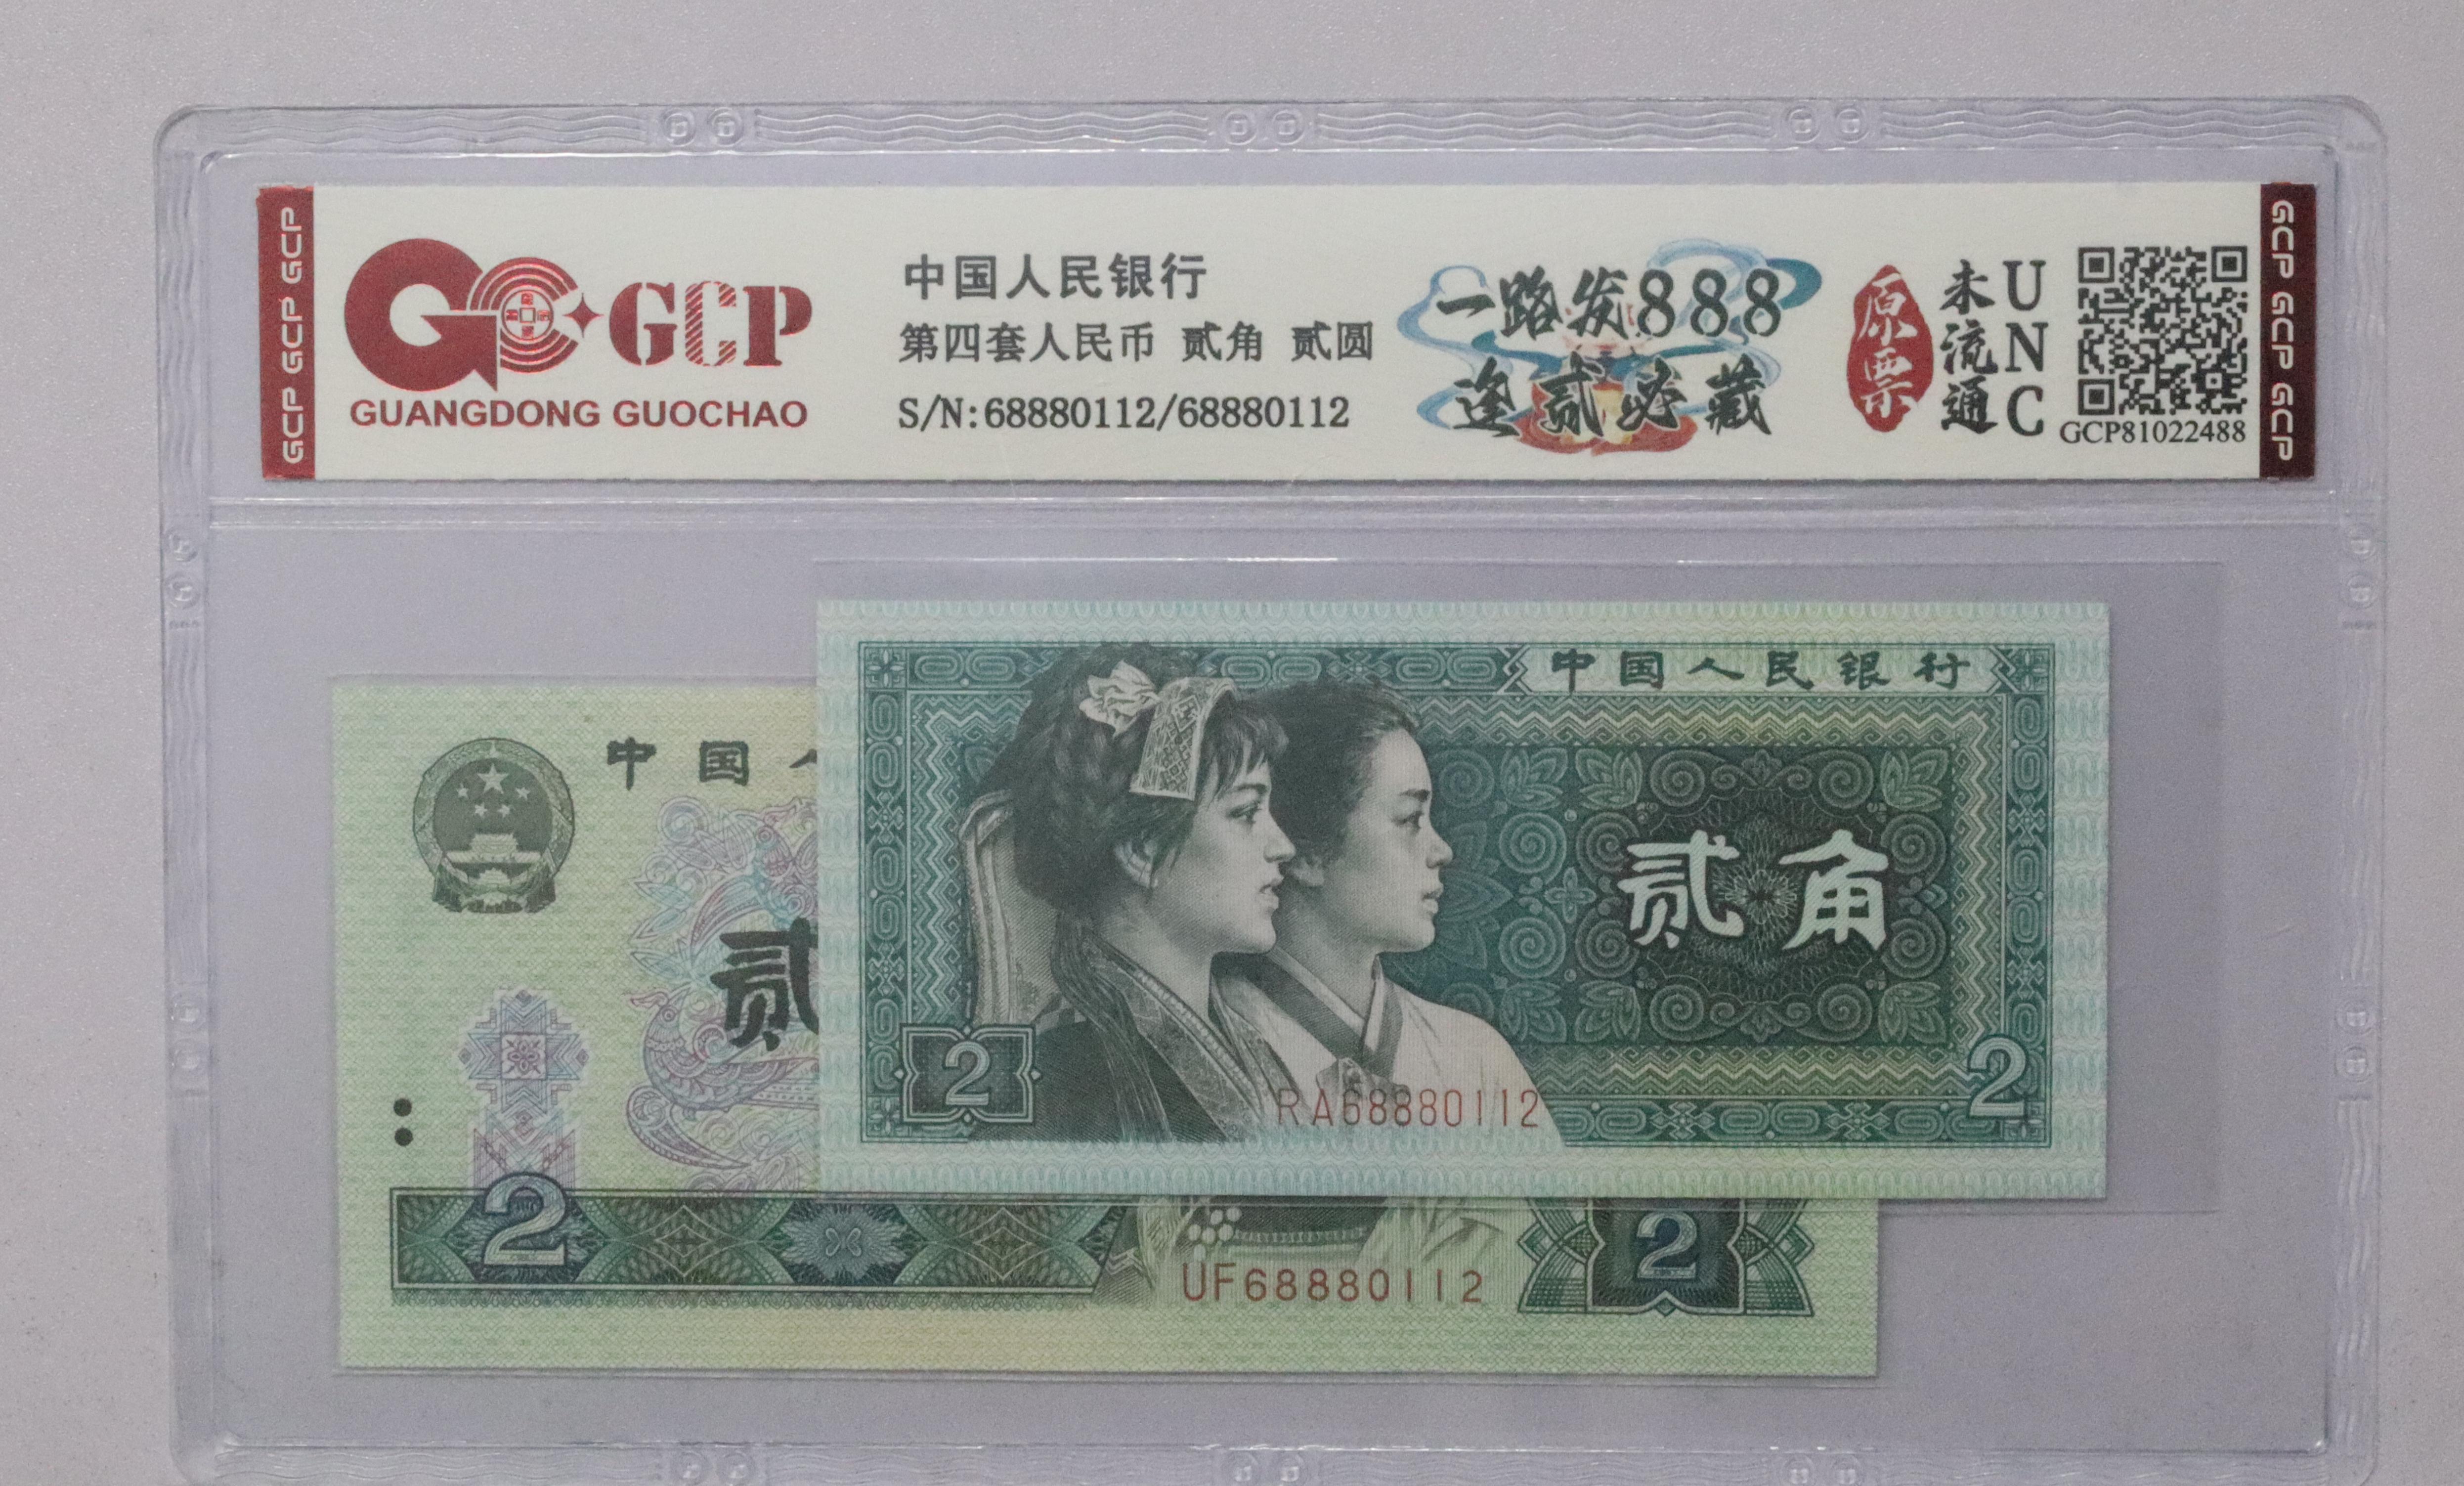 GCP GCP GCP
GCP
GUANGDONG GUOCHAO
中国人民银行
第四套人民币 贰角 贰圆
S/N:68880112/68880112
一路发888
逢贰必藏
原票
未流通
UNC
GCP81022488
GCP GCP GCP
中国人民银行
贰角
2
RA68880112
2
中国
贰
2
UF68880112
2